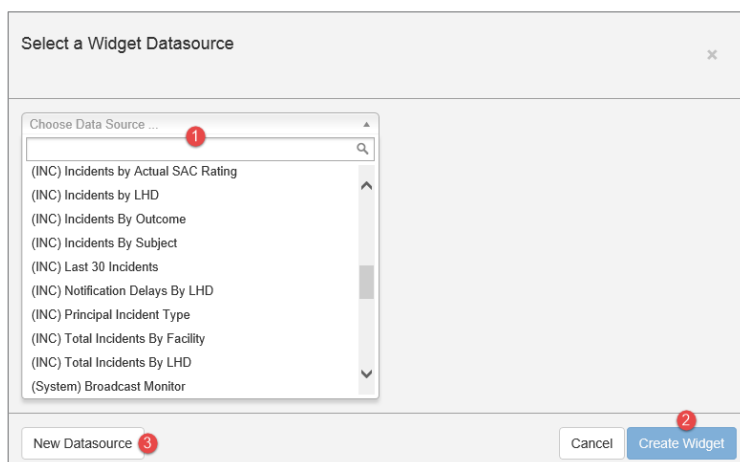 Select a Widget Datasource
×
Choose Data Source ...
1
(INC) Incidents by Actual SAC Rating
(INC) Incidents by LHD
(INC) Incidents By Outcome
(INC) Incidents By Subject
(INC) Last 30 Incidents
(INC) Notification Delays By LHD
(INC) Principal Incident Type
(INC) Total Incidents By Facility
(INC) Total Incidents By LHD
(System) Broadcast Monitor
2
New Datasource 3 Cancel Create Widget